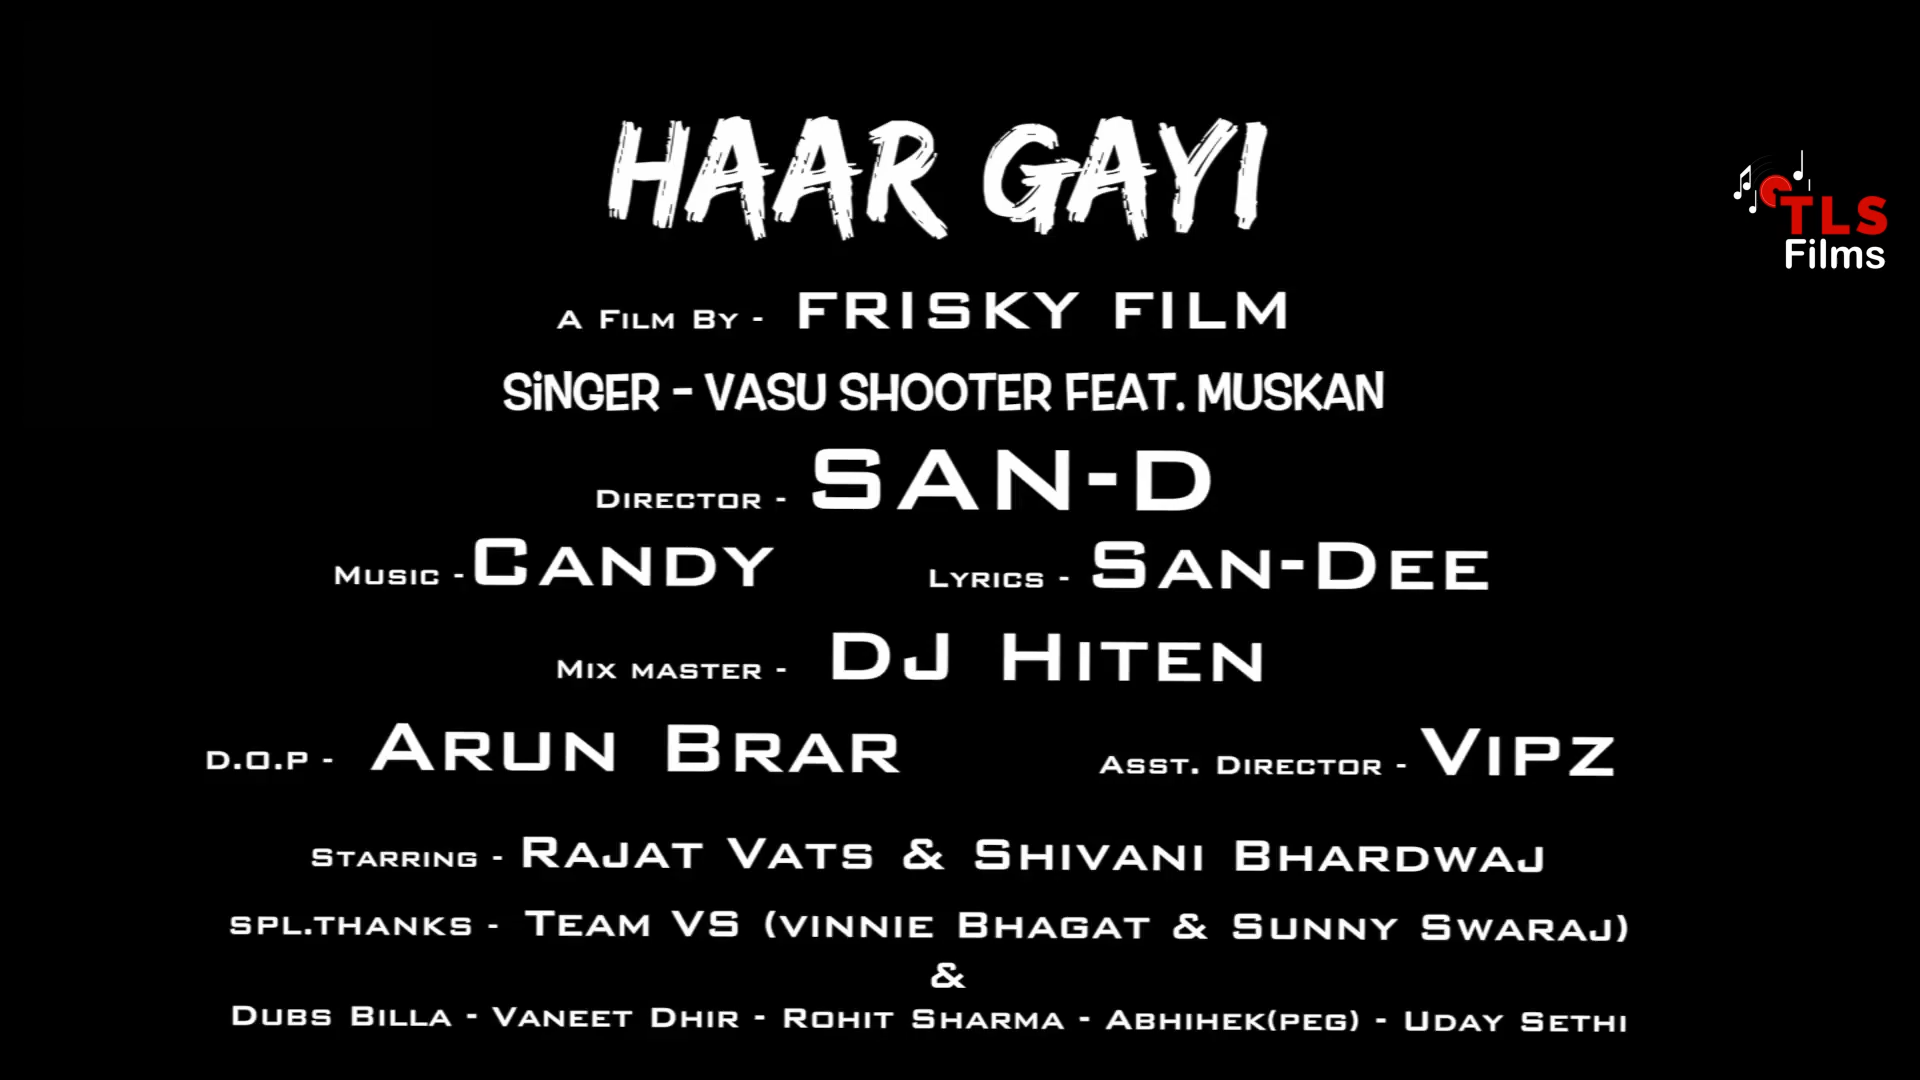 HAAR GAYI
TLS
Films
A Film By - FRISKY FILM
SiNGER - VASU SHOOTER FEAT. MUSKAN
Director - SAN-D
Music - Candy Lyrics - San-Dee
Mix master - DJ Hiten
D.O.P - Arun Brar Asst. Director - Vipz
Starring - Rajat Vats & Shivani Bhardwaj
spl.thanks - Team VS (vinnie Bhagat & Sunny Swaraj)
&
Dubs Billa - Vaneet Dhir - Rohit Sharma - Abhihek(peg) - Uday Sethi